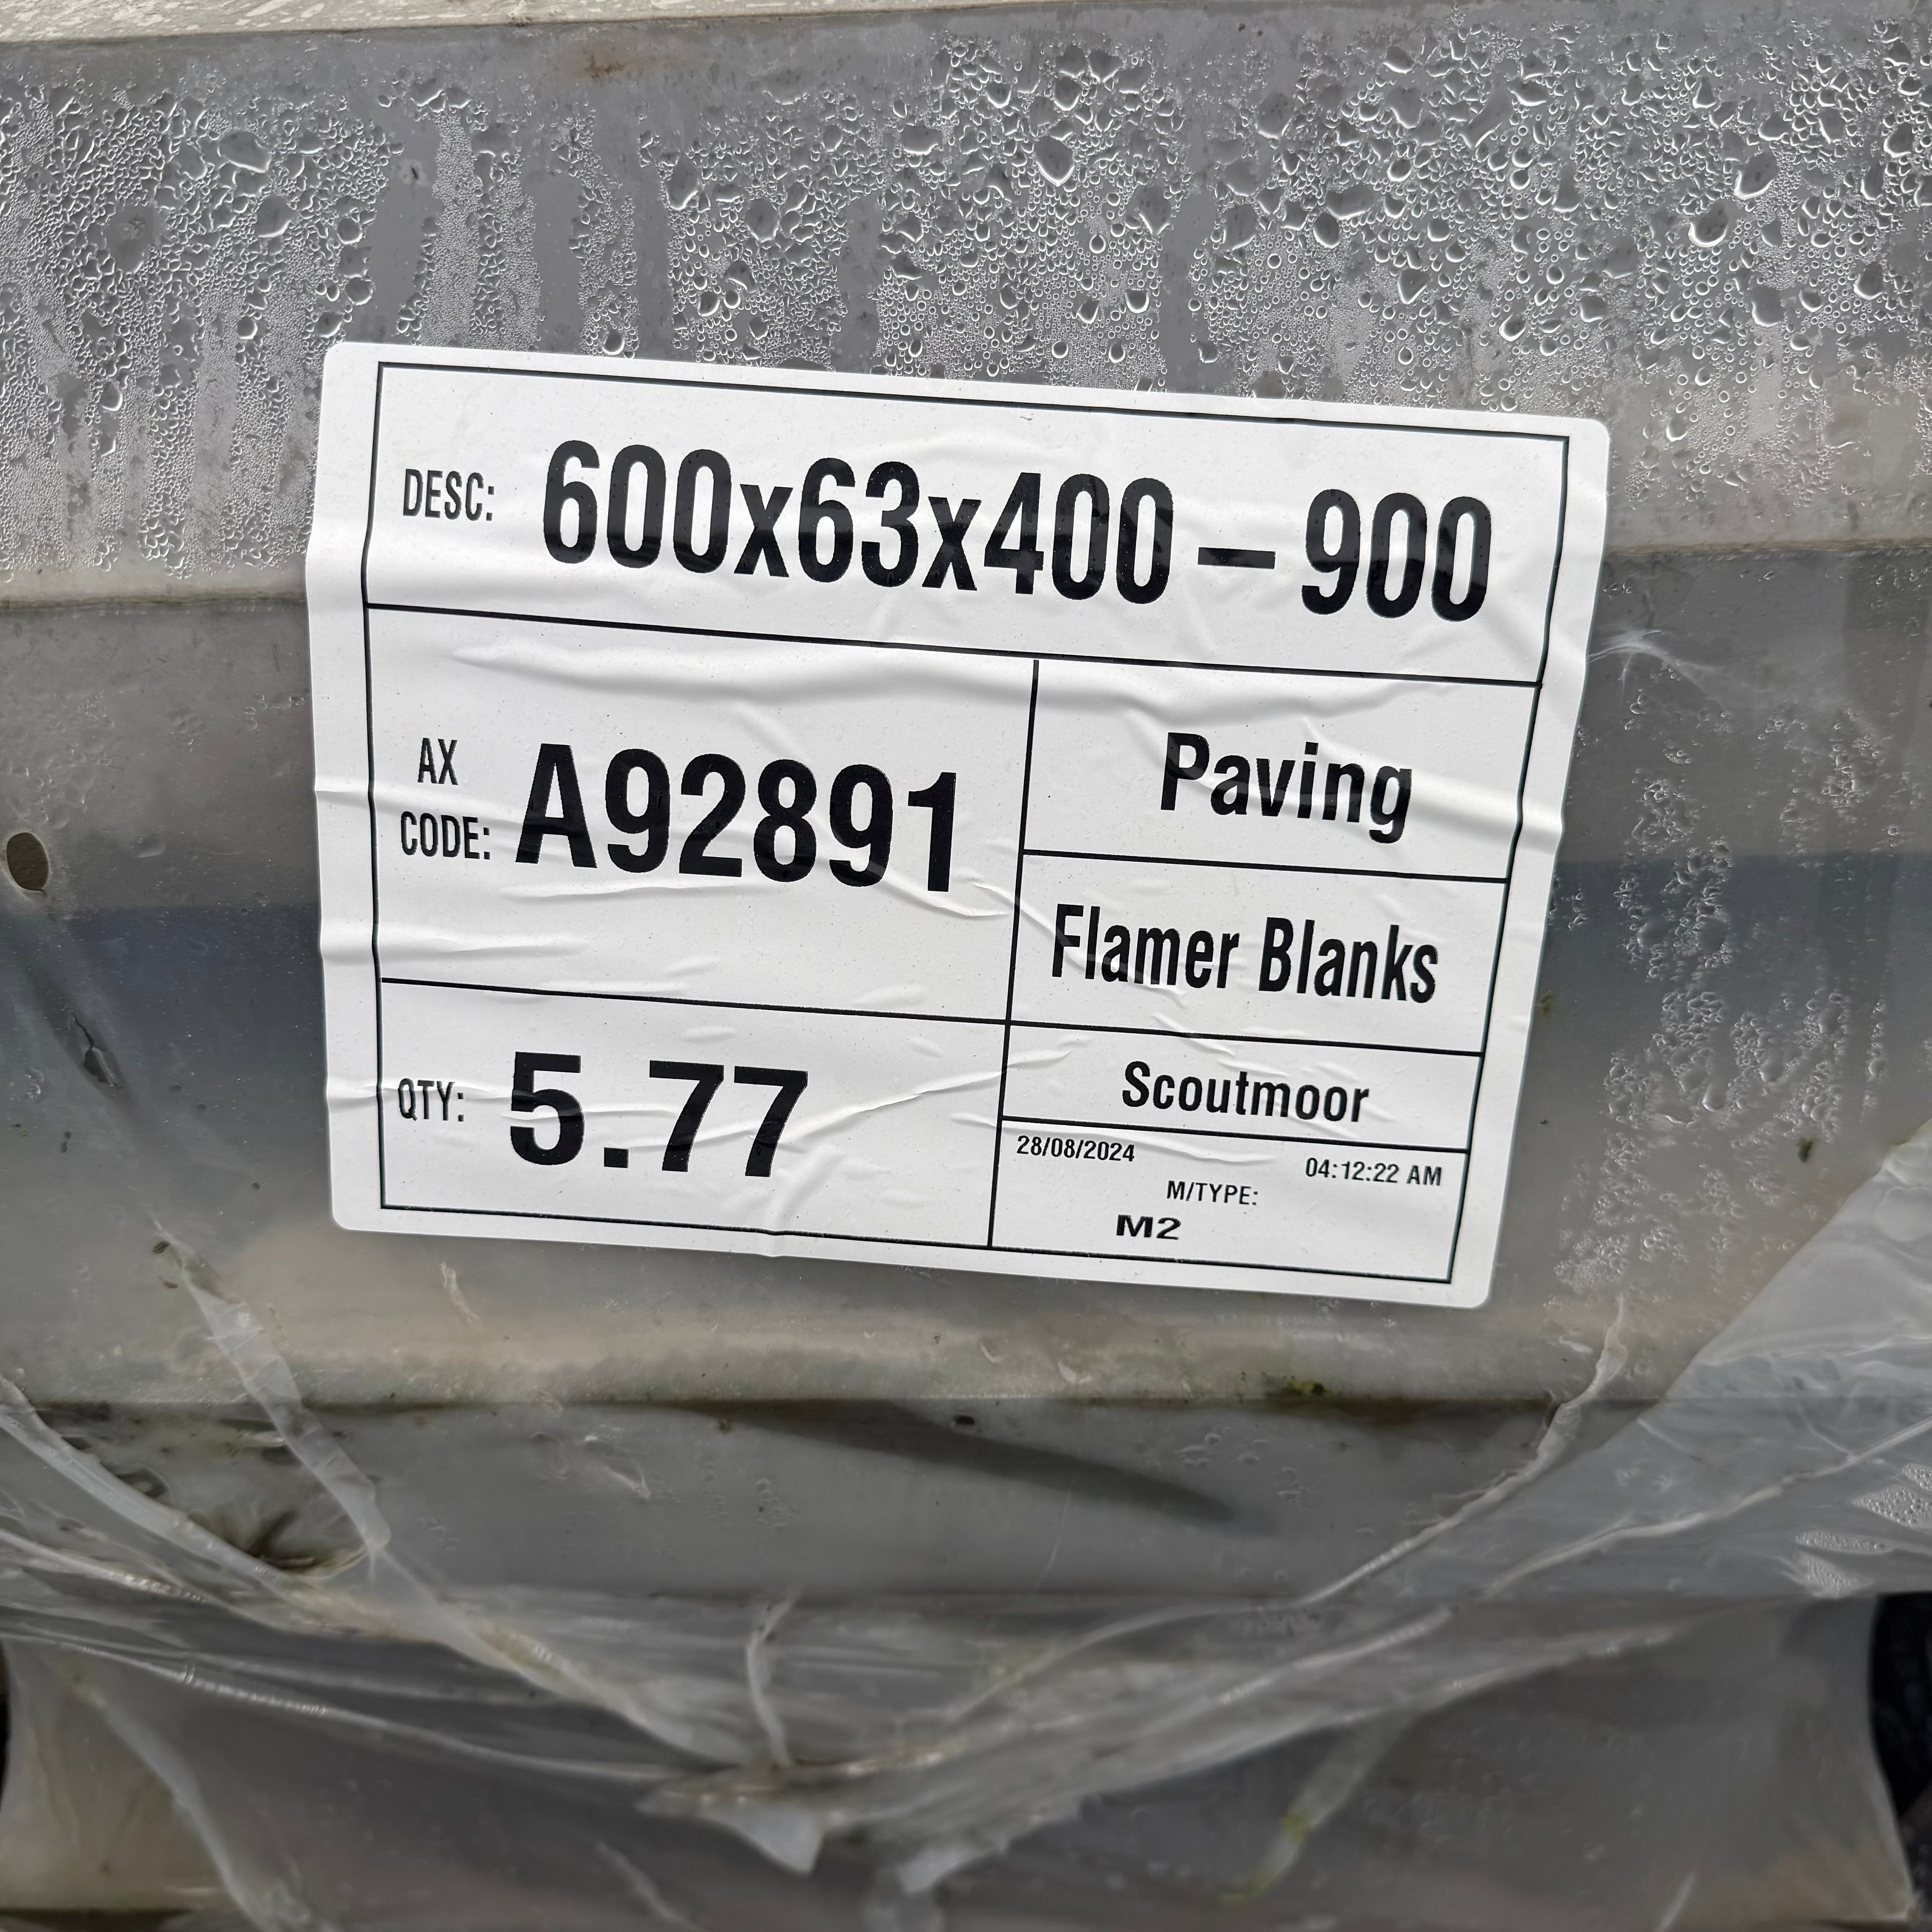 DESC: 600x63x400 – 900
AX
CODE: A92891
Paving
Flamer Blanks
QTY: 5.77
Scoutmoor
28/08/2024 04:12:22 AM
M/TYPE:
M2